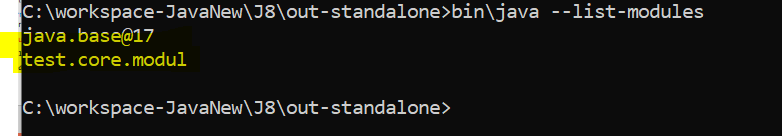 C:\workspace-JavaNew\J8\out-standalone>bin\java --list-modules
java.base@17
test.core.modul
C:\workspace-JavaNew\J8\out-standalone>